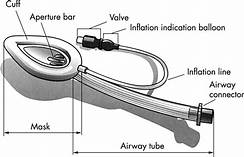 Cuff
Aperture bar
Valve
Inflation indication balloon
Airway
connector
Inflation line
Mask
Airway tube